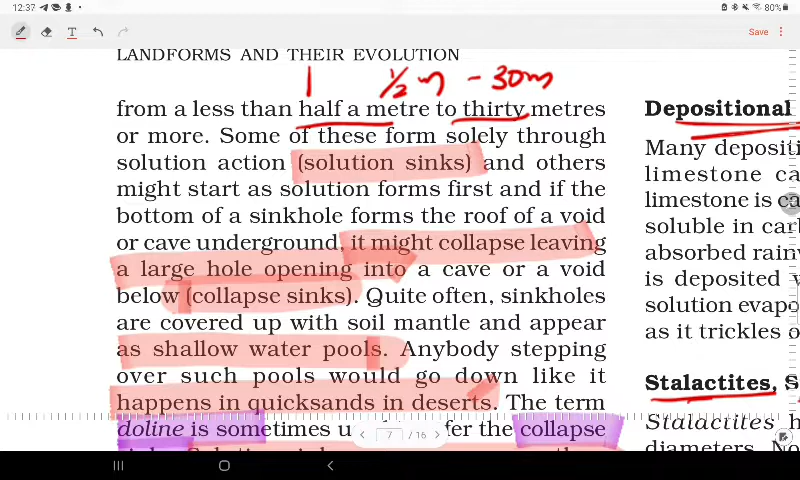 12:37
80%
T
Save
LANDFORMS AND THEIR EVOLUTION
1/2 m - 30m
from a less than half a metre to thirty metres
or more. Some of these form solely through
solution action (solution sinks) and others
might start as solution forms first and if the
bottom of a sinkhole forms the roof of a void
or cave underground, it might collapse leaving
a large hole opening into a cave or a void
below (collapse sinks). Quite often, sinkholes
are covered up with soil mantle and appear
as shallow water pools. Anybody stepping
over such pools would go down like it
happens in quicksands in deserts. The term
doline is sometimes u fer the collapse
7 / 16
Depositional
Many depositi
limestone ca
limestone is ca
soluble in carb
absorbed rainv
is deposited v
solution evapo
as it trickles o
Stalactites, S
Stalactites h
diameters. No